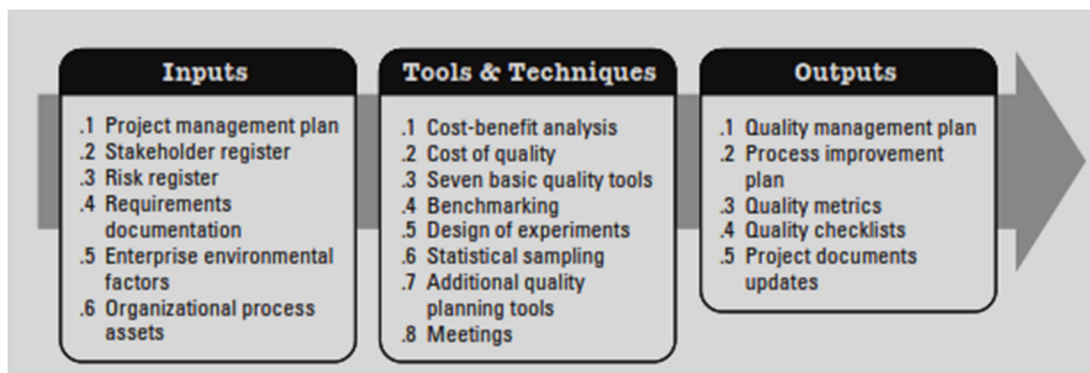 Inputs
.1 Project management plan
.2 Stakeholder register
.3 Risk register
.4 Requirements
documentation
.5 Enterprise environmental
factors
.6 Organizational process
assets
Tools & Techniques
.1 Cost-benefit analysis
.2 Cost of quality
.3 Seven basic quality tools
.4 Benchmarking
.5 Design of experiments
.6 Statistical sampling
.7 Additional quality
planning tools
.8 Meetings
Outputs
.1 Quality management plan
.2 Process improvement
plan
.3 Quality metrics
.4 Quality checklists
.5 Project documents
updates